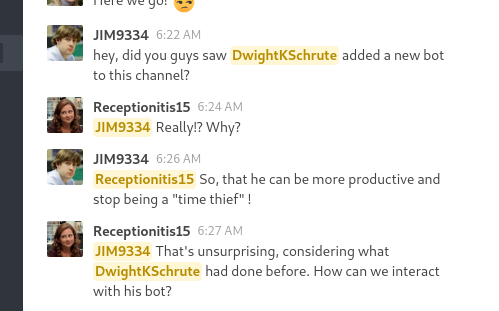 Here we go!
JIM9334 6:22 AM
hey, did you guys saw DwightKSchrute added a new bot
to this channel?
Receptionitis15 6:24 AM
JIM9334 Really!? Why?
JIM9334 6:26 AM
Receptionitis15 So, that he can be more productive and
stop being a "time thief" !
Receptionitis15 6:27 AM
JIM9334 That's unsurprising, considering what
DwightKSchrute had done before. How can we interact
with his bot?